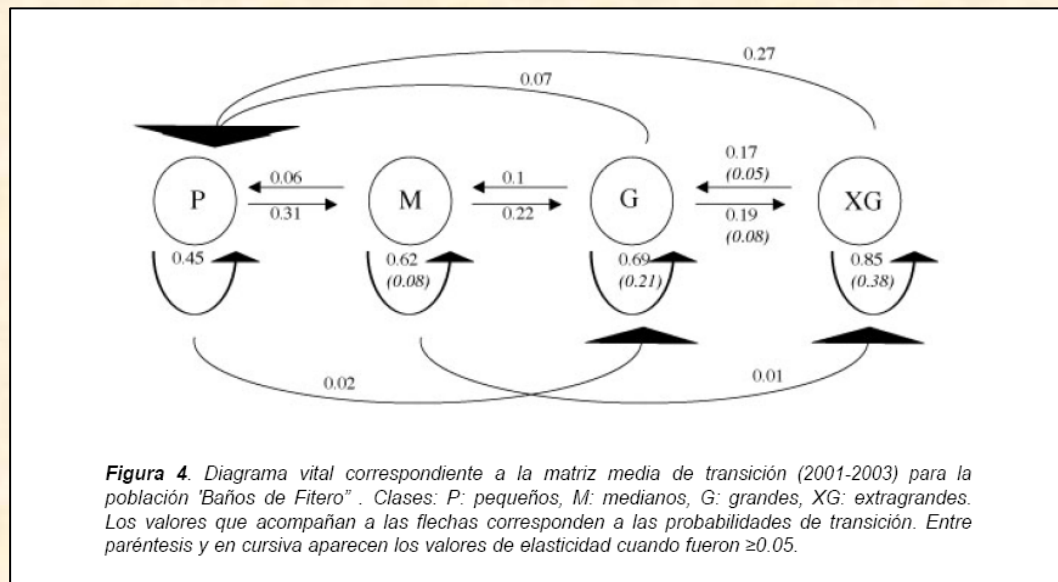 0.27
0.07
0.17
(0.05)
0.06
0.1
P
M
G
XG
0.31
0.22
0.19
(0.08)
0.45
0.62
(0.08)
0.69
(0.21)
0.85
(0.38)
0.02
0.01
Figura 4. Diagrama vital correspondiente a la matriz media de transición (2001-2003) para la
población 'Baños de Fitero” . Clases: P: pequeños, M: medianos, G: grandes, XG: extragrandes.
Los valores que acompañan a las flechas corresponden a las probabilidades de transición. Entre
paréntesis y en cursiva aparecen los valores de elasticidad cuando fueron ≥0.05.